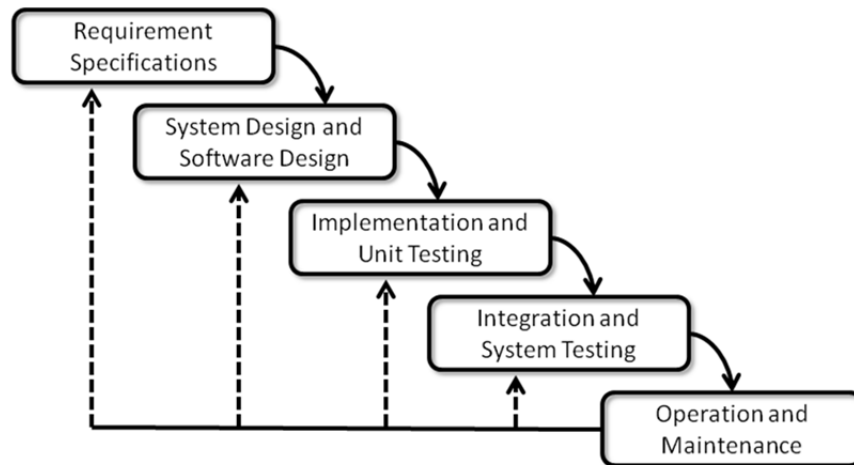 Requirement
Specifications
System Design and
Software Design
Implementation and
Unit Testing
Integration and
System Testing
Operation and
Maintenance